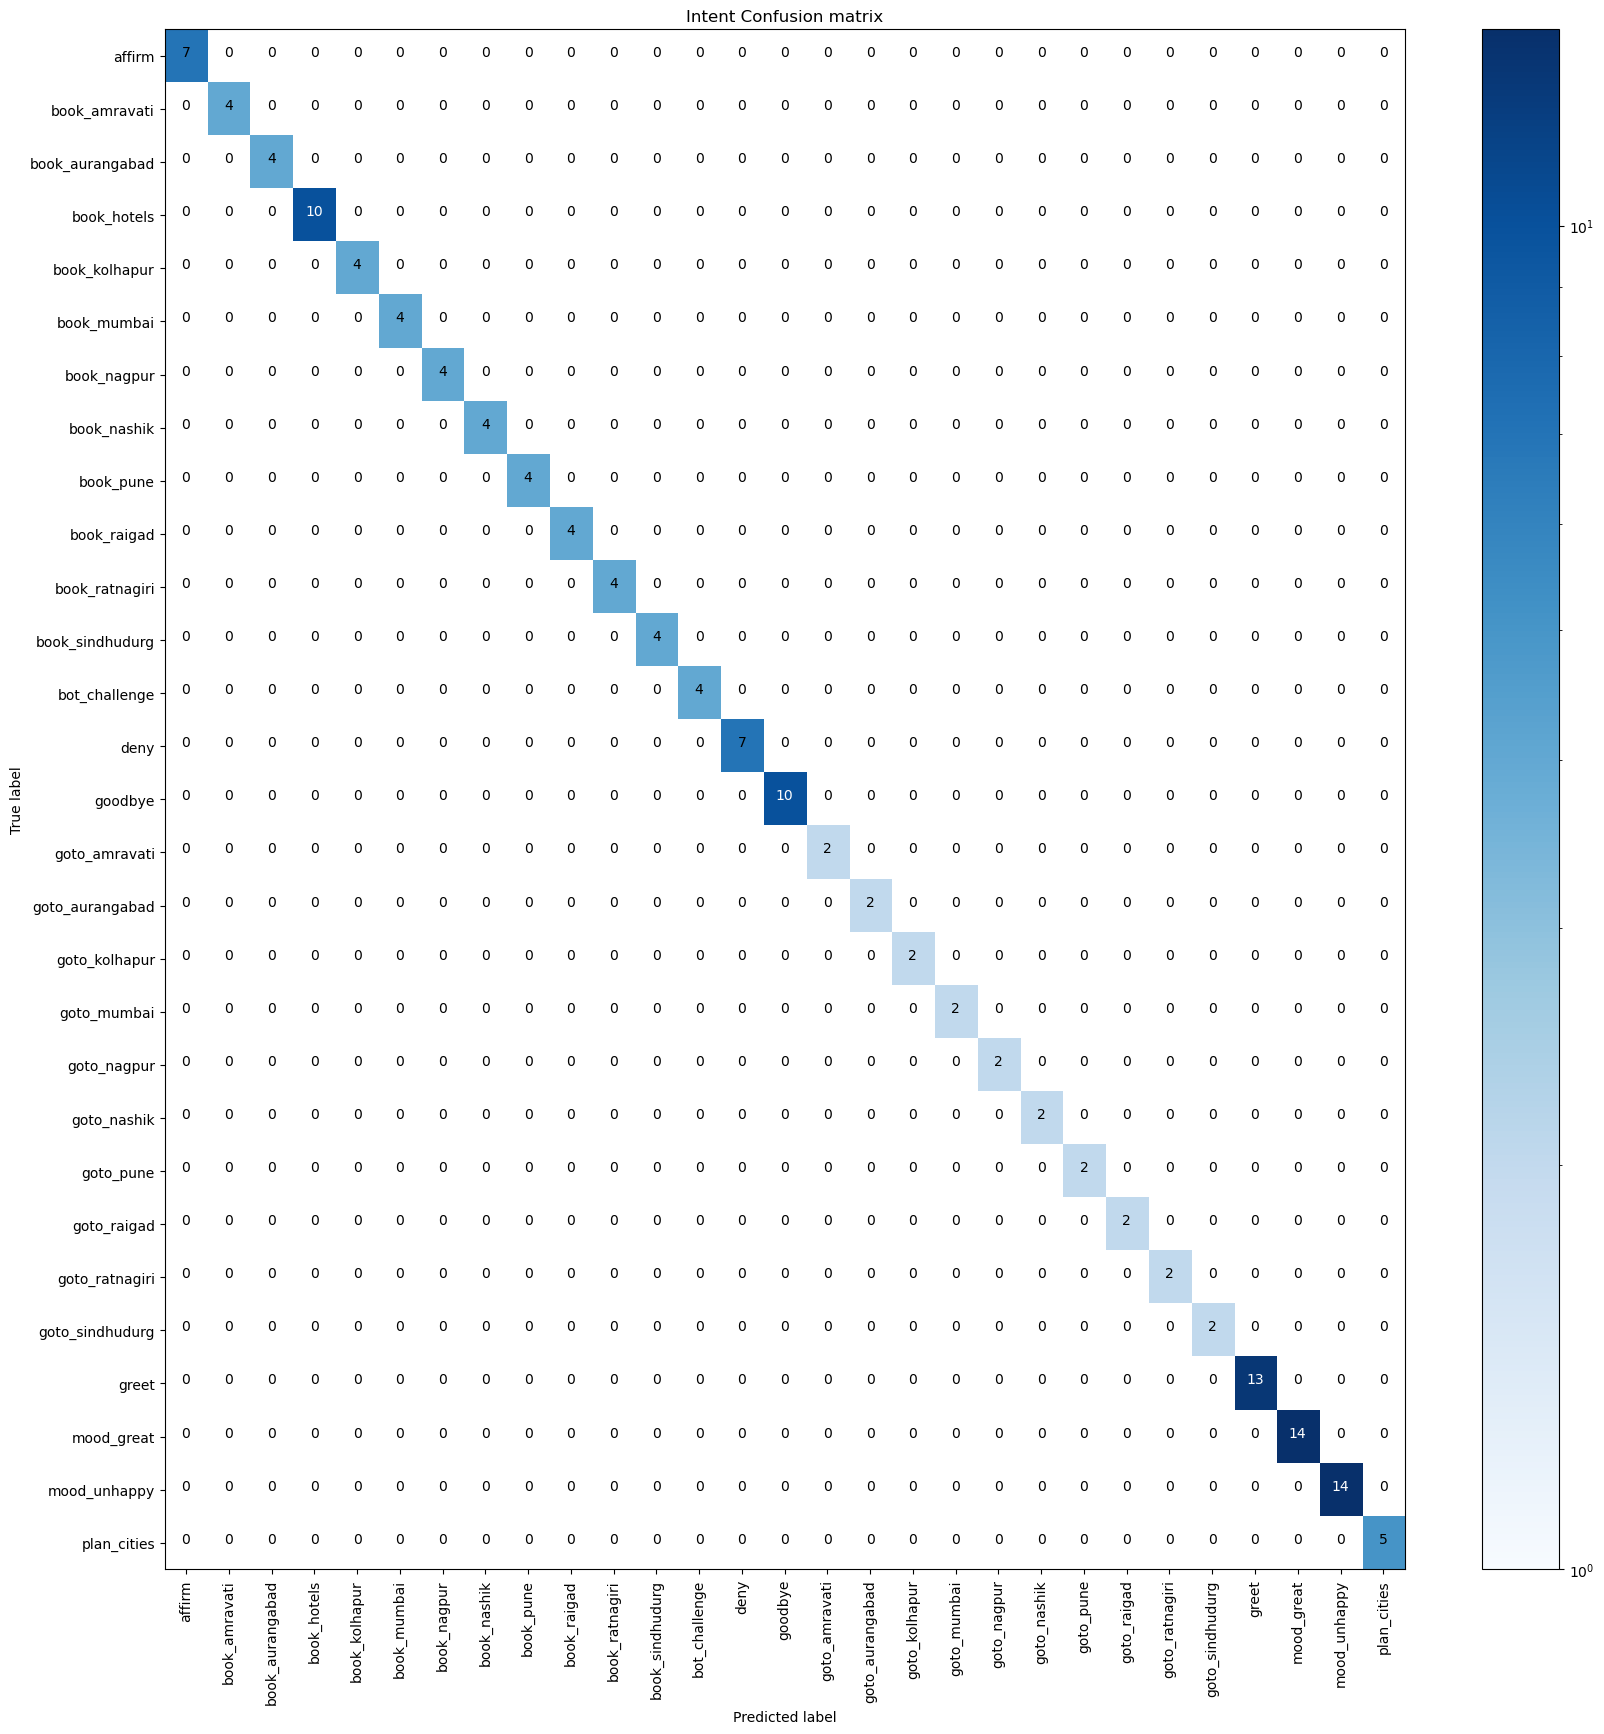 Intent Confusion matrix
affirm 7 0 0 0 0 0 0 0 0 0 0 0 0 0 0 0 0 0 0 0 0 0 0 0 0 0 0 0 0
book_amravati 0 4 0 0 0 0 0 0 0 0 0 0 0 0 0 0 0 0 0 0 0 0 0 0 0 0 0 0 0
book_aurangabad 0 0 4 0 0 0 0 0 0 0 0 0 0 0 0 0 0 0 0 0 0 0 0 0 0 0 0 0 0
book_hotels 0 0 0 10 0 0 0 0 0 0 0 0 0 0 0 0 0 0 0 0 0 0 0 0 0 0 0 0 0
book_kolhapur 0 0 0 0 4 0 0 0 0 0 0 0 0 0 0 0 0 0 0 0 0 0 0 0 0 0 0 0 0
book_mumbai 0 0 0 0 0 4 0 0 0 0 0 0 0 0 0 0 0 0 0 0 0 0 0 0 0 0 0 0 0
book_nagpur 0 0 0 0 0 0 4 0 0 0 0 0 0 0 0 0 0 0 0 0 0 0 0 0 0 0 0 0 0
book_nashik 0 0 0 0 0 0 0 4 0 0 0 0 0 0 0 0 0 0 0 0 0 0 0 0 0 0 0 0 0
book_pune 0 0 0 0 0 0 0 0 4 0 0 0 0 0 0 0 0 0 0 0 0 0 0 0 0 0 0 0 0
book_raigad 0 0 0 0 0 0 0 0 0 4 0 0 0 0 0 0 0 0 0 0 0 0 0 0 0 0 0 0 0
book_ratnagiri 0 0 0 0 0 0 0 0 0 0 4 0 0 0 0 0 0 0 0 0 0 0 0 0 0 0 0 0 0
book_sindhudurg 0 0 0 0 0 0 0 0 0 0 0 4 0 0 0 0 0 0 0 0 0 0 0 0 0 0 0 0 0
bot_challenge 0 0 0 0 0 0 0 0 0 0 0 0 4 0 0 0 0 0 0 0 0 0 0 0 0 0 0 0 0
deny 0 0 0 0 0 0 0 0 0 0 0 0 0 7 0 0 0 0 0 0 0 0 0 0 0 0 0 0 0
goodbye 0 0 0 0 0 0 0 0 0 0 0 0 0 0 10 0 0 0 0 0 0 0 0 0 0 0 0 0 0
goto_amravati 0 0 0 0 0 0 0 0 0 0 0 0 0 0 0 2 0 0 0 0 0 0 0 0 0 0 0 0 0
goto_aurangabad 0 0 0 0 0 0 0 0 0 0 0 0 0 0 0 0 2 0 0 0 0 0 0 0 0 0 0 0 0
goto_kolhapur 0 0 0 0 0 0 0 0 0 0 0 0 0 0 0 0 0 2 0 0 0 0 0 0 0 0 0 0 0
goto_mumbai 0 0 0 0 0 0 0 0 0 0 0 0 0 0 0 0 0 0 2 0 0 0 0 0 0 0 0 0 0
goto_nagpur 0 0 0 0 0 0 0 0 0 0 0 0 0 0 0 0 0 0 0 2 0 0 0 0 0 0 0 0 0
goto_nashik 0 0 0 0 0 0 0 0 0 0 0 0 0 0 0 0 0 0 0 0 2 0 0 0 0 0 0 0 0
goto_pune 0 0 0 0 0 0 0 0 0 0 0 0 0 0 0 0 0 0 0 0 0 2 0 0 0 0 0 0 0
goto_raigad 0 0 0 0 0 0 0 0 0 0 0 0 0 0 0 0 0 0 0 0 0 0 2 0 0 0 0 0 0
goto_ratnagiri 0 0 0 0 0 0 0 0 0 0 0 0 0 0 0 0 0 0 0 0 0 0 0 2 0 0 0 0 0
goto_sindhudurg 0 0 0 0 0 0 0 0 0 0 0 0 0 0 0 0 0 0 0 0 0 0 0 0 2 0 0 0 0
greet 0 0 0 0 0 0 0 0 0 0 0 0 0 0 0 0 0 0 0 0 0 0 0 0 0 13 0 0 0
mood_great 0 0 0 0 0 0 0 0 0 0 0 0 0 0 0 0 0 0 0 0 0 0 0 0 0 0 14 0 0
mood_unhappy 0 0 0 0 0 0 0 0 0 0 0 0 0 0 0 0 0 0 0 0 0 0 0 0 0 0 0 14 0
plan_cities 0 0 0 0 0 0 0 0 0 0 0 0 0 0 0 0 0 0 0 0 0 0 0 0 0 0 0 0 5
True label
affirm
book_amravati
book_aurangabad
book_hotels
book_kolhapur
book_mumbai
book_nagpur
book_nashik
book_pune
book_raigad
book_ratnagiri
book_sindhudurg
bot_challenge
deny
goodbye
goto_amravati
goto_aurangabad
goto_kolhapur
goto_mumbai
goto_nagpur
goto_nashik
goto_pune
goto_raigad
goto_ratnagiri
goto_sindhudurg
greet
mood_great
mood_unhappy
plan_cities
Predicted label
10¹
10⁰